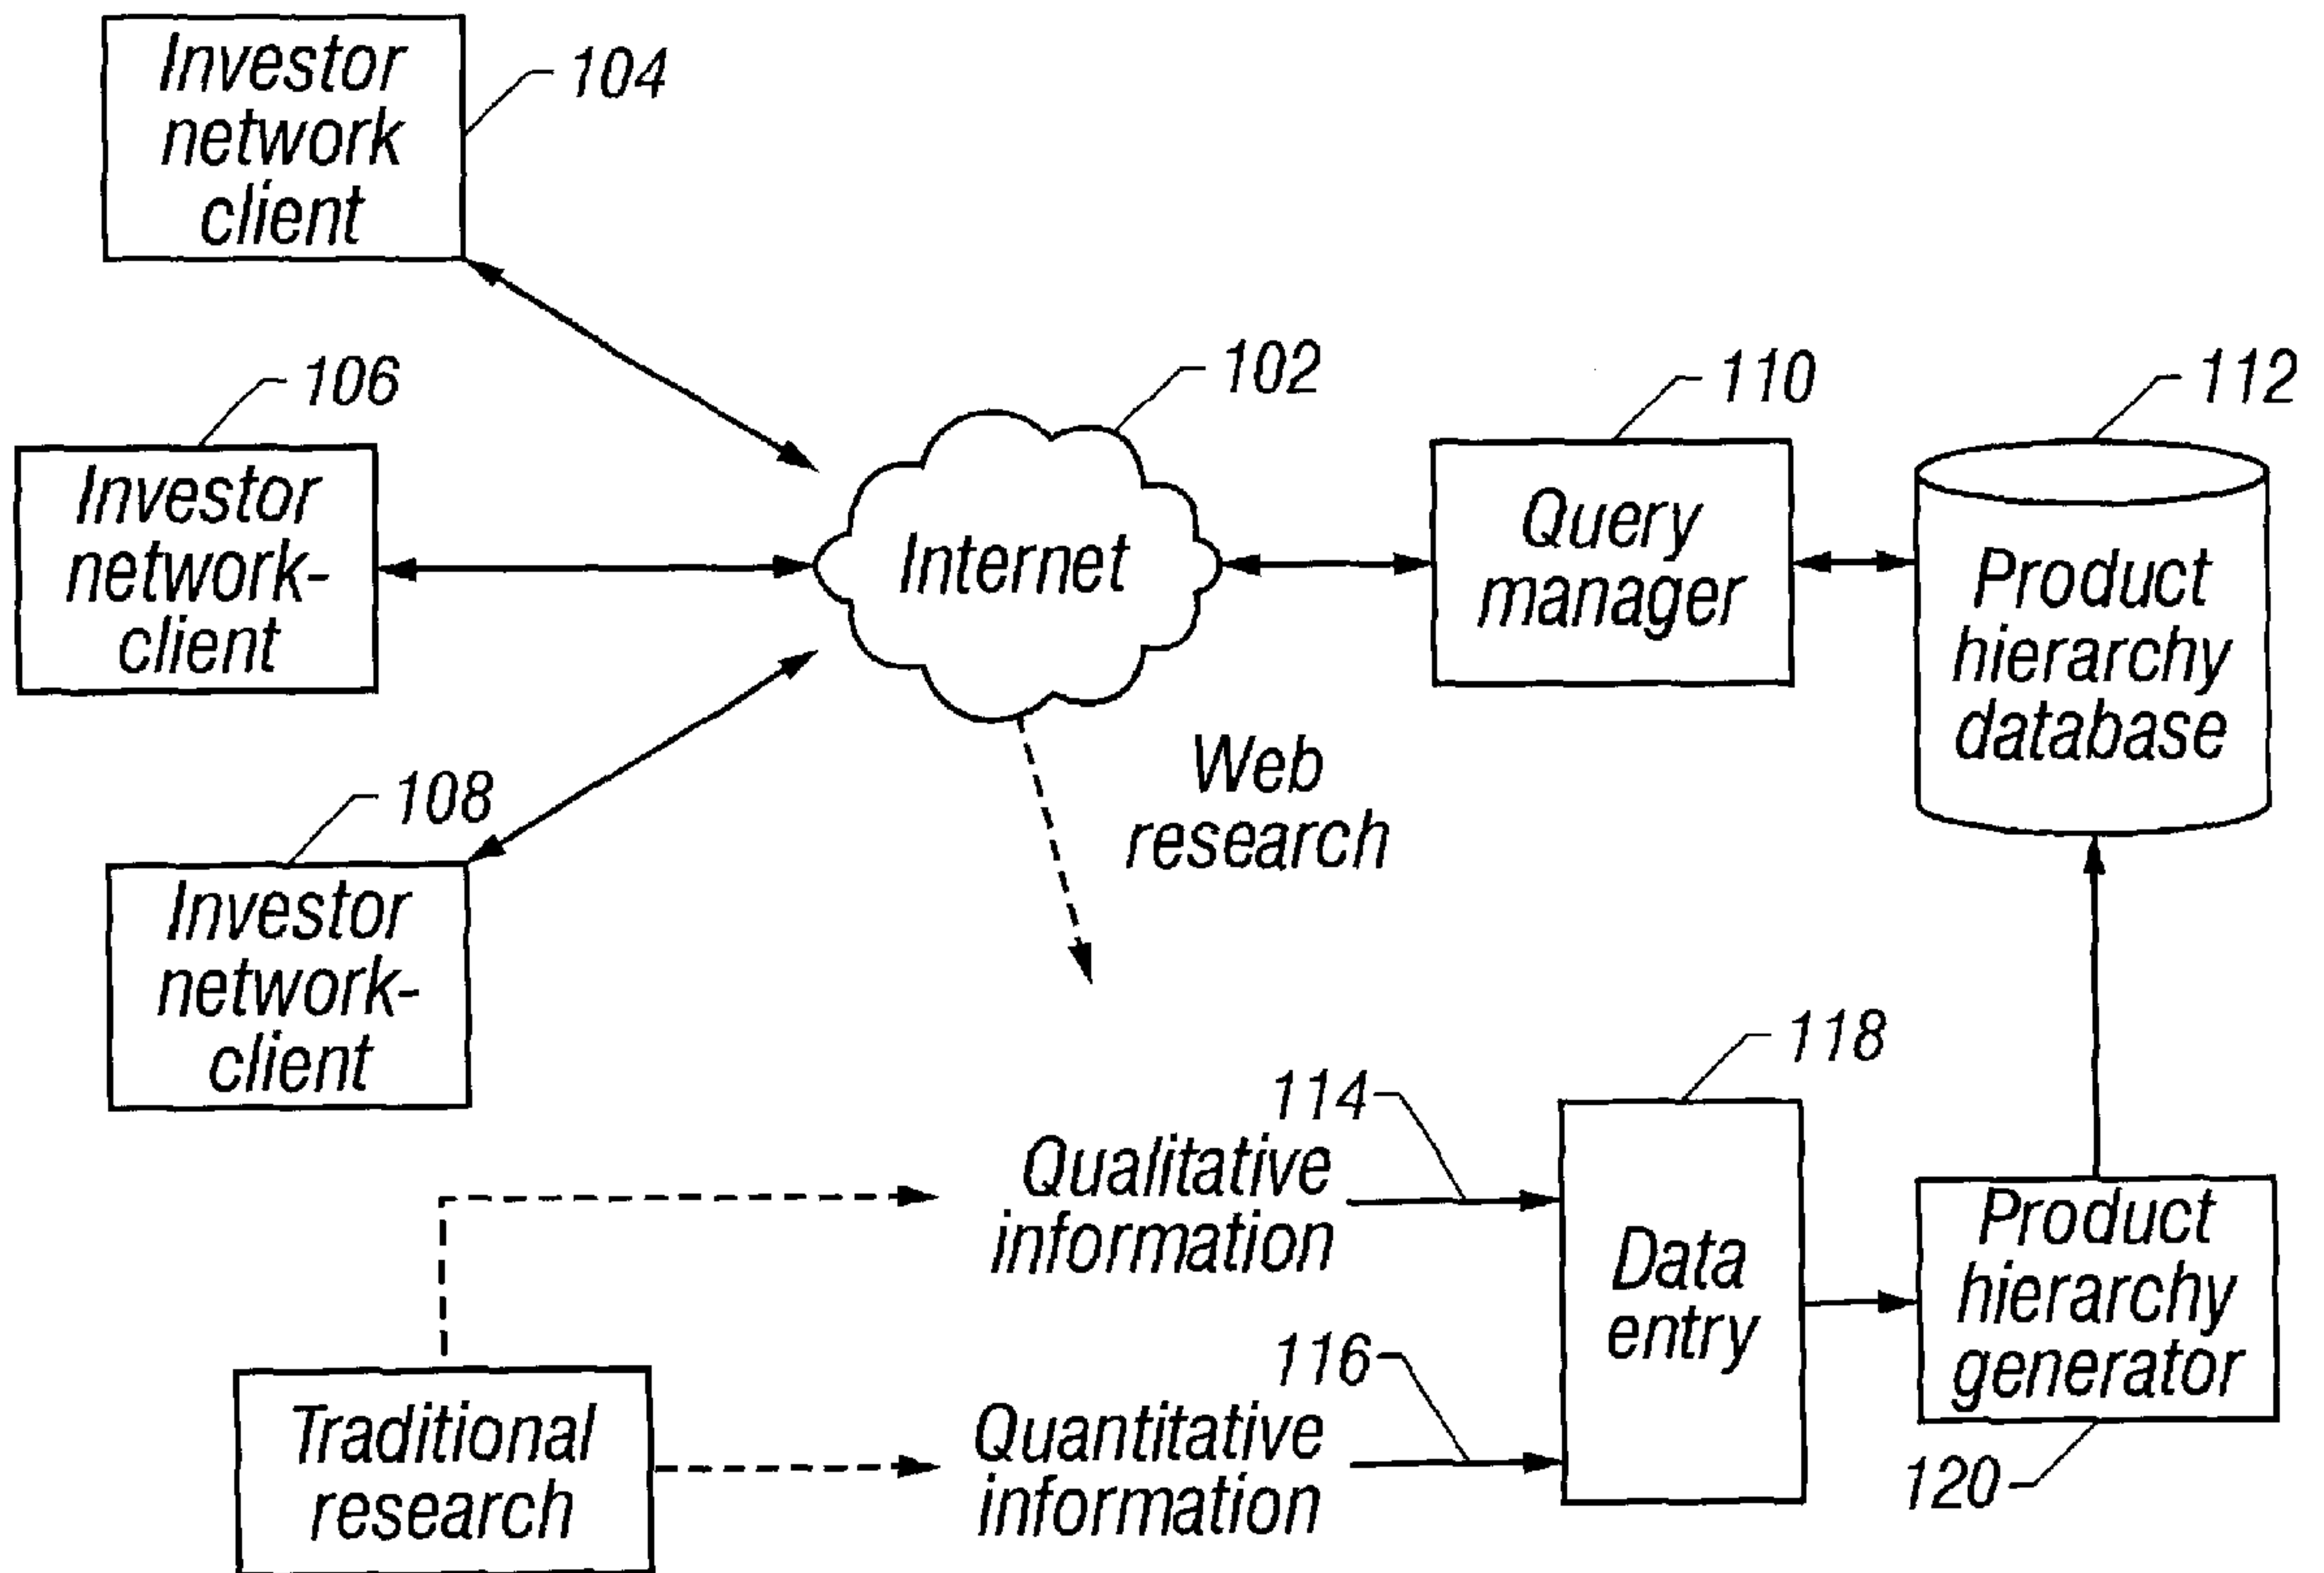 Investor
network
client
104
106
Investor
network-
client
102
Internet
110
Query
manager
112
Product
hierarchy
database
Web
research
108
Investor
network-
client
114
Qualitative
information
118
Data
entry
116
Quantitative
information
Product
hierarchy
generator
120
Traditional
research